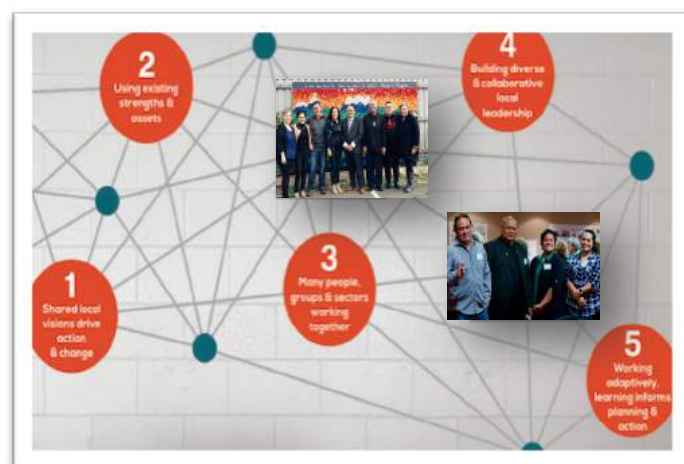 1
Shared local
visions drive
action
& change
2
Using existing
strengths &
assets
3
Many people,
groups & sectors
working
together
4
Building diverse
& collaborative
local
leadership
5
Working
adaptively,
learning informs
planning &
action